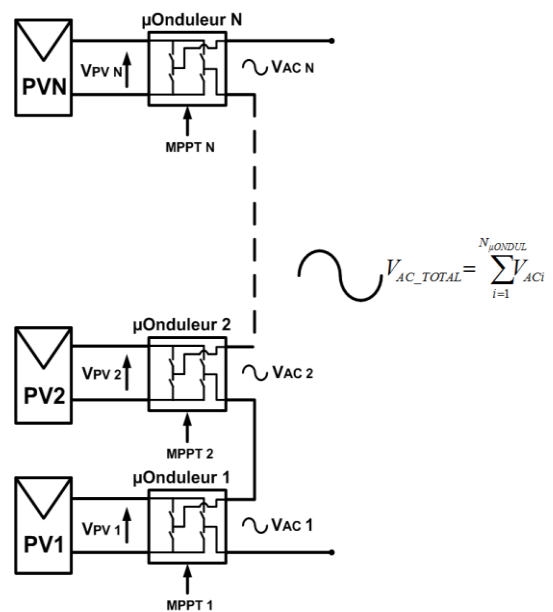 µOnduleur N
PVN
VPV N
VAC N
MPPT N
VAC_TOTAL = NµONDUL ∑ i=1 VACi
µOnduleur 2
PV2
VPV 2
VAC 2
MPPT 2
µOnduleur 1
PV1
VPV 1
VAC 1
MPPT 1